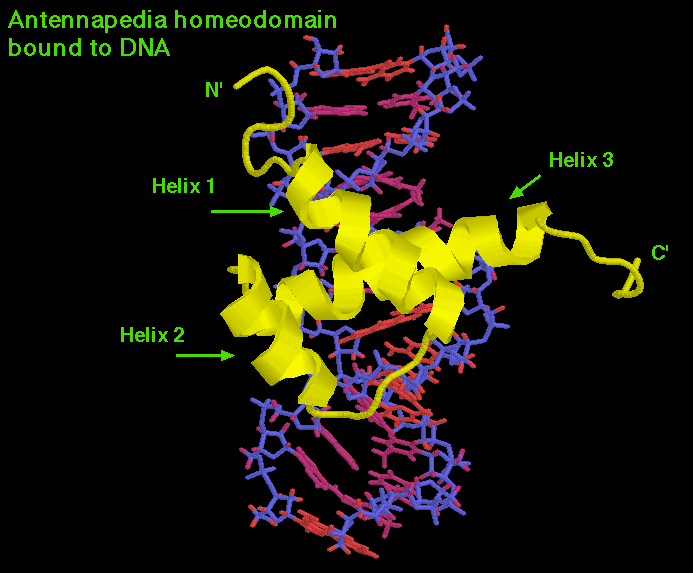 Antennapedia homeodomain
bound to DNA
N'
Helix 3
Helix 1
C'
Helix 2